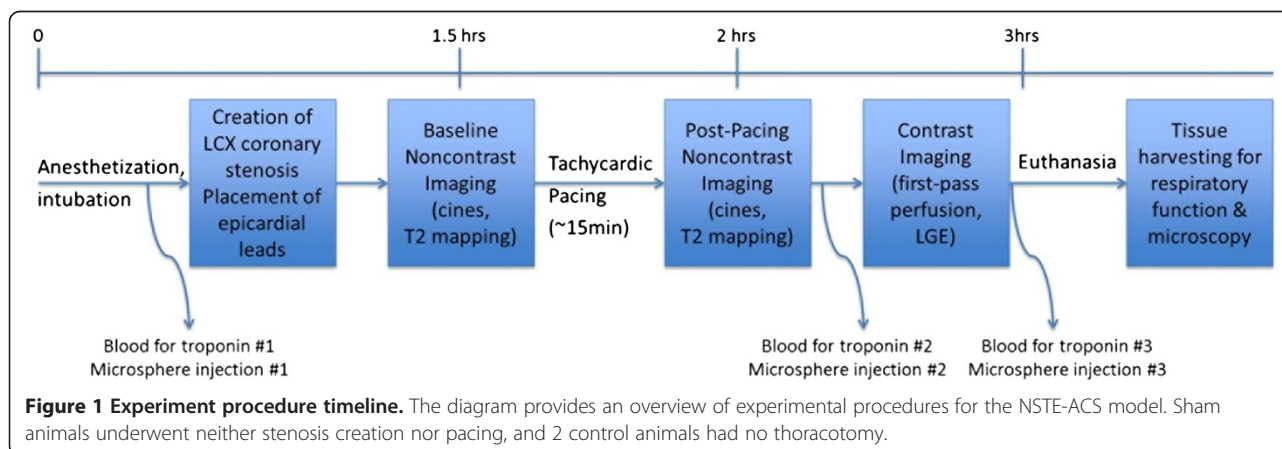 0
1.5 hrs
2 hrs
3hrs
Anesthetization,
intubation
Creation of
LCX coronary
stenosis
Placement of
epicardial
leads
Baseline
Noncontrast
Imaging
(cines,
T2 mapping)
Tachycardic
Pacing
(~15min)
Post-Pacing
Noncontrast
Imaging
(cines,
T2 mapping)
Contrast
Imaging
(first-pass
perfusion,
LGE)
Euthanasia
Tissue
harvesting for
respiratory
function &
microscopy
Blood for troponin #1
Microsphere injection #1
Blood for troponin #2
Microsphere injection #2
Blood for troponin #3
Microsphere injection #3
Figure 1 Experiment procedure timeline. The diagram provides an overview of experimental procedures for the NSTE-ACS model. Sham
animals underwent neither stenosis creation nor pacing, and 2 control animals had no thoracotomy.